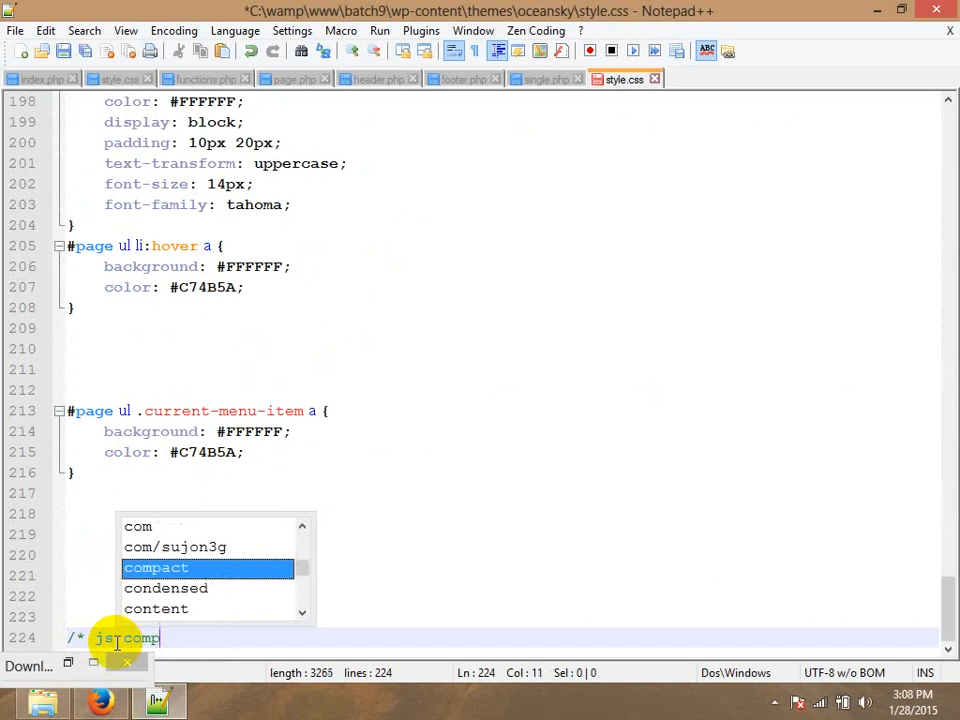 *C:\wamp\www\batch9\wp-content\themes\oceansky\style.css - Notepad++
File Edit Search View Encoding Language Settings Macro Run Plugins Window Zen Coding ? X
index.php style.css functions.php page.php header.php footer.php single.php style.css
198 color: #FFFFFF;
199 display: block;
200 padding: 10px 20px;
201 text-transform: uppercase;
202 font-size: 14px;
203 font-family: tahoma;
204 }
205 #page ul li:hover a {
206 background: #FFFFFF;
207 color: #C74B5A;
208 }
209
210
211
212
213 #page ul .current-menu-item a {
214 background: #FFFFFF;
215 color: #C74B5A;
216 }
217
218
219
220
221
222
223
com
com/sujon3g
compact
condensed
content
224 /* js comp
Downl...
length : 3265 lines : 224 Ln : 224 Col : 11 Sel : 0 | 0 Dos\Windows UTF-8 w/o BOM INS
3:08 PM
1/28/2015